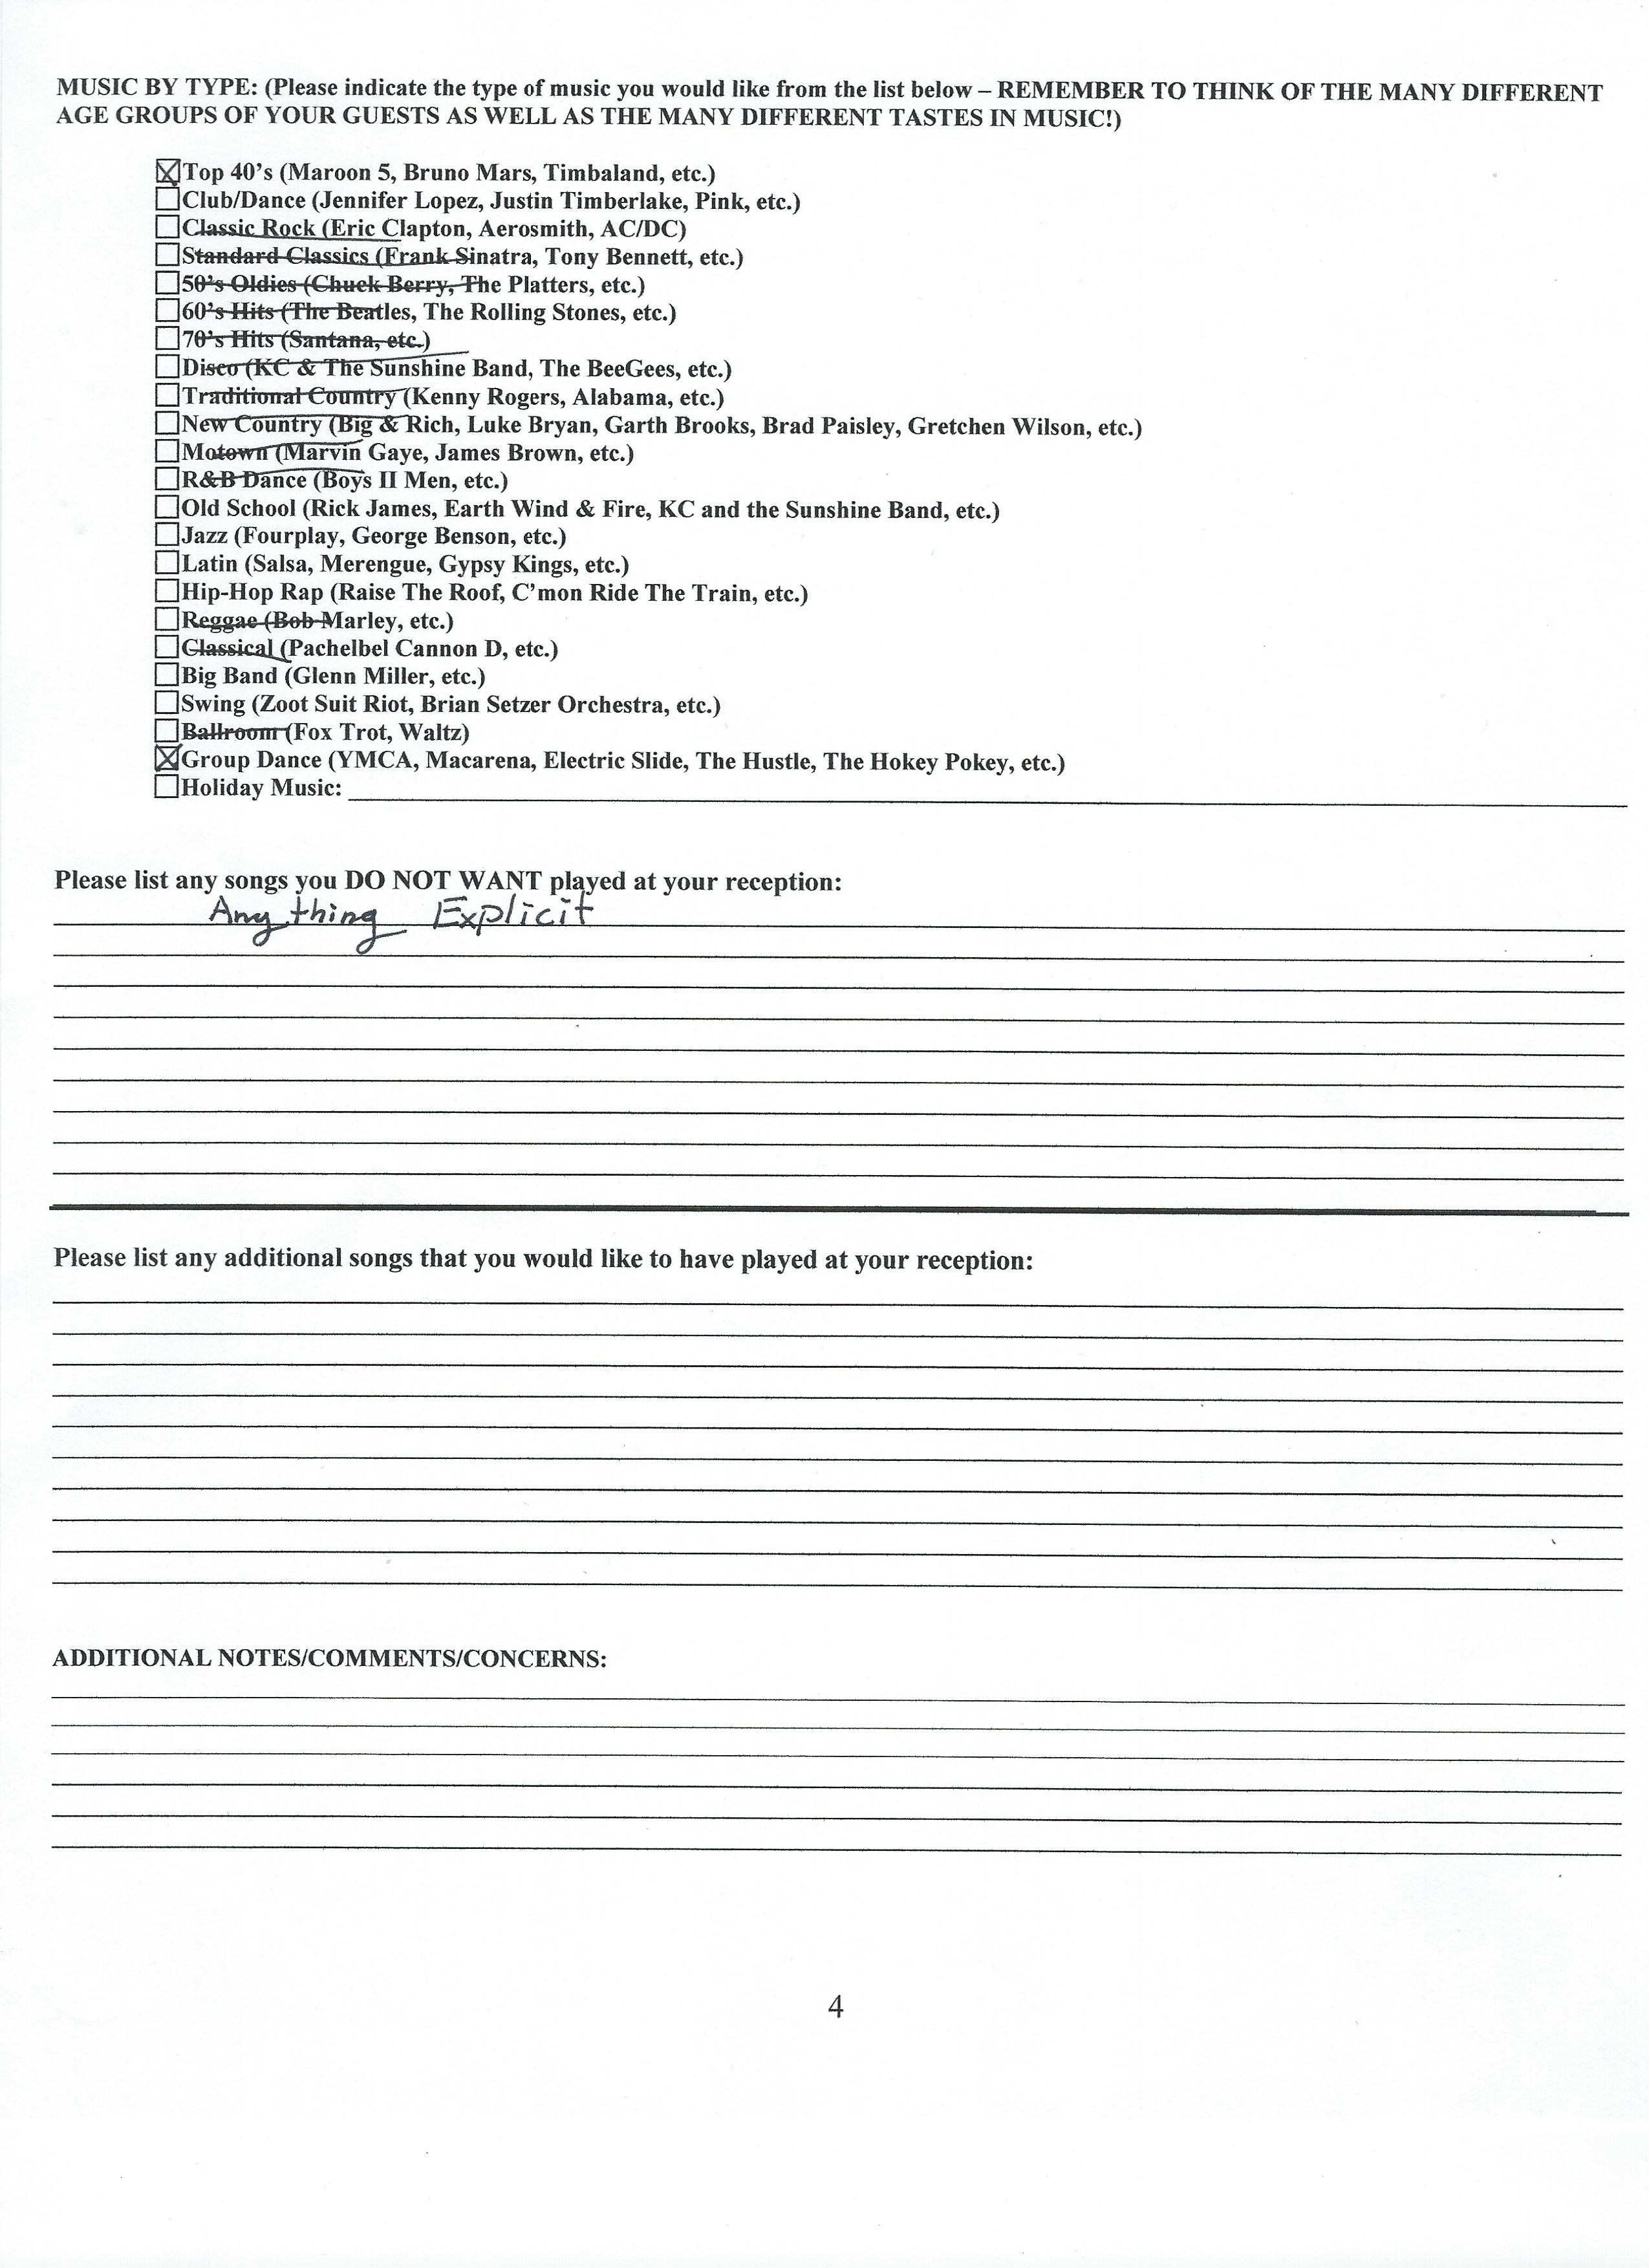 MUSIC BY TYPE: (Please indicate the type of music you would like from the list below – REMEMBER TO THINK OF THE MANY DIFFERENT
AGE GROUPS OF YOUR GUESTS AS WELL AS THE MANY DIFFERENT TASTES IN MUSIC!)
☒Top 40's (Maroon 5, Bruno Mars, Timbaland, etc.)
☐Club/Dance (Jennifer Lopez, Justin Timberlake, Pink, etc.)
☐Classic Rock (Eric Clapton, Aerosmith, AC/DC)
☐Standard Classics (Frank Sinatra, Tony Bennett, etc.)
☐50's Oldies (Chuck Berry, The Platters, etc.)
☐60's Hits (The Beatles, The Rolling Stones, etc.)
☐70's Hits (Santana, etc.)
☐Disco (KC & The Sunshine Band, The BeeGees, etc.)
☐Traditional Country (Kenny Rogers, Alabama, etc.)
☐New Country (Big & Rich, Luke Bryan, Garth Brooks, Brad Paisley, Gretchen Wilson, etc.)
☐Motown (Marvin Gaye, James Brown, etc.)
☐R&B Dance (Boys II Men, etc.)
☐Old School (Rick James, Earth Wind & Fire, KC and the Sunshine Band, etc.)
☐Jazz (Fourplay, George Benson, etc.)
☐Latin (Salsa, Merengue, Gypsy Kings, etc.)
☐Hip-Hop Rap (Raise The Roof, C'mon Ride The Train, etc.)
☐Reggae (Bob Marley, etc.)
☐Classical (Pachelbel Cannon D, etc.)
☐Big Band (Glenn Miller, etc.)
☐Swing (Zoot Suit Riot, Brian Setzer Orchestra, etc.)
☐Ballroom (Fox Trot, Waltz)
☒Group Dance (YMCA, Macarena, Electric Slide, The Hustle, The Hokey Pokey, etc.)
☐Holiday Music:
Please list any songs you DO NOT WANT played at your reception:
Any thing Explicit
Please list any additional songs that you would like to have played at your reception:
ADDITIONAL NOTES/COMMENTS/CONCERNS:
4